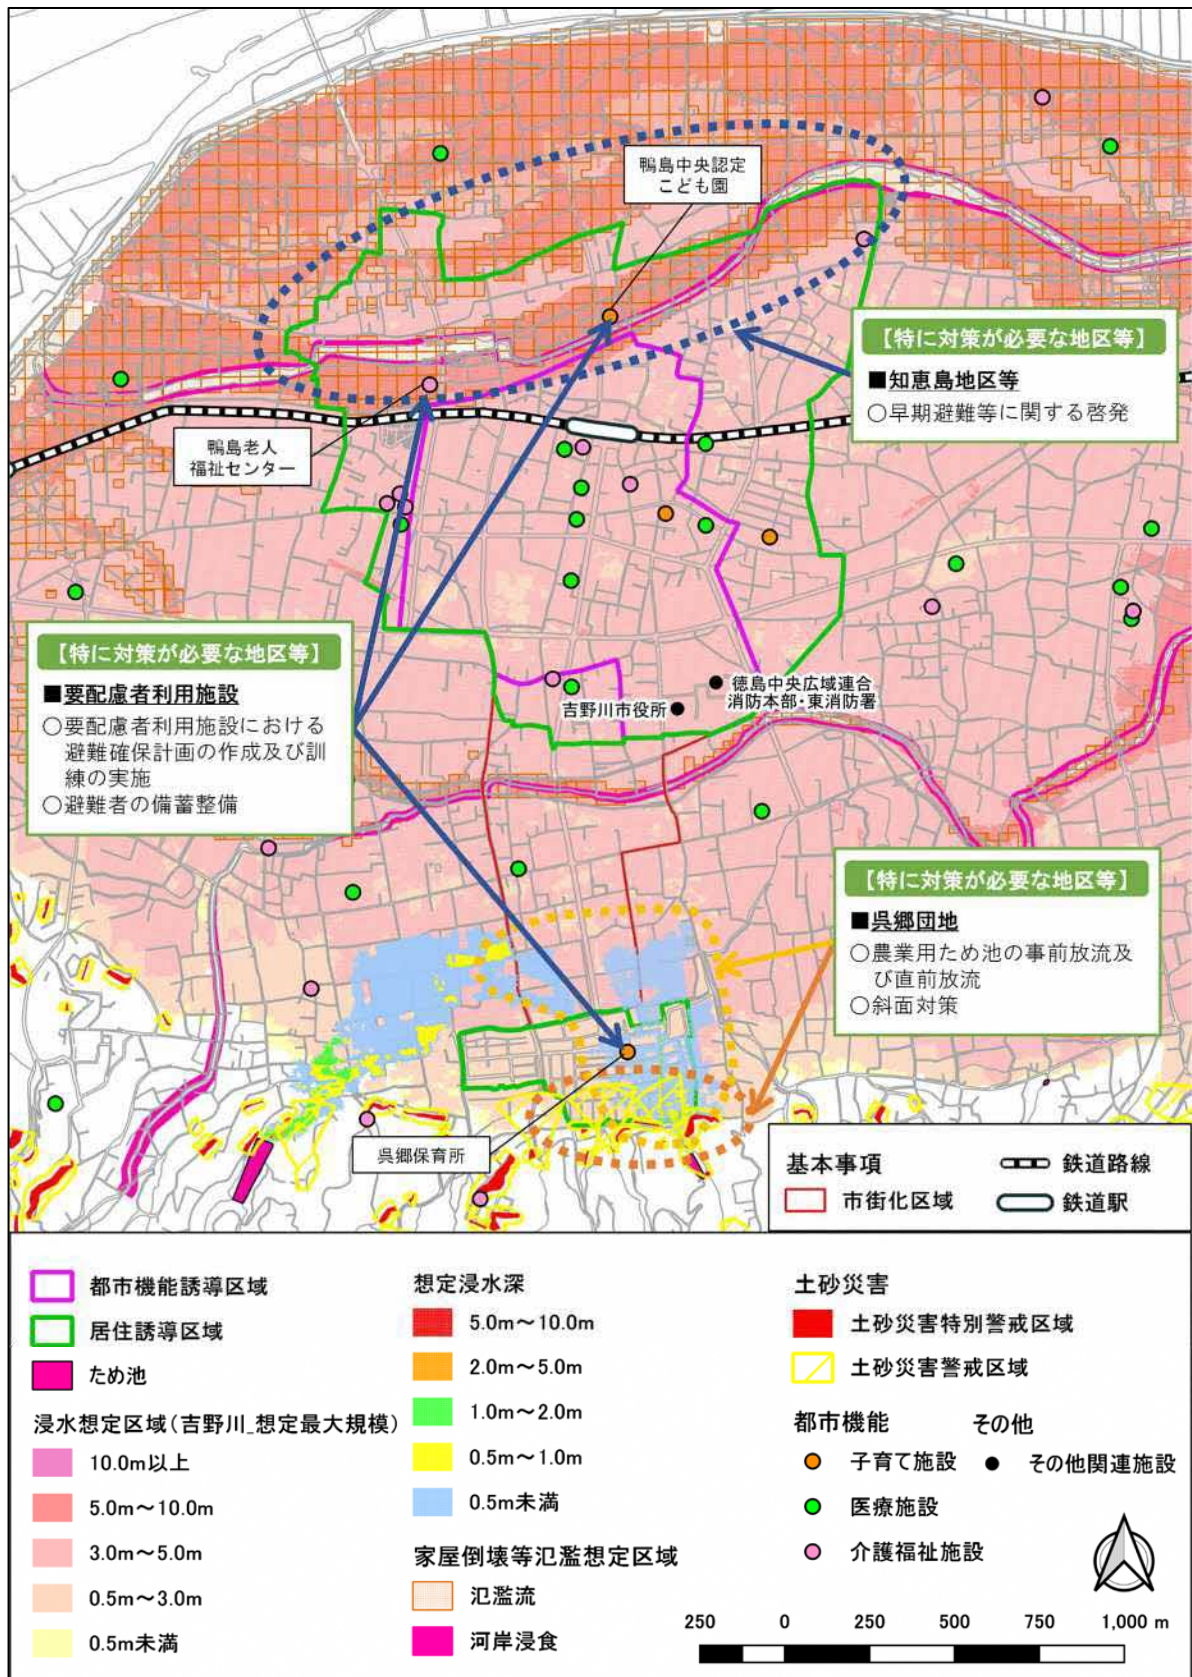 鴨島中央認定
こども園
【特に対策が必要な地区等】
■知恵島地区等
○早期避難等に関する啓発
鴨島老人
福祉センター
【特に対策が必要な地区等】
■要配慮者利用施設
○要配慮者利用施設における
避難確保計画の作成及び訓
練の実施
○避難者の備蓄整備
徳島中央広域連合
消防本部・東消防署
吉野川市役所
【特に対策が必要な地区等】
■呉郷団地
○農業用ため池の事前放流及
び直前放流
○斜面対策
呉郷保育所
基本事項
市街化区域
鉄道路線
鉄道駅
都市機能誘導区域
居住誘導区域
ため池
浸水想定区域(吉野川_想定最大規模)
10.0m以上
5.0m～10.0m
3.0m～5.0m
0.5m～3.0m
0.5m未満
想定浸水深
5.0m～10.0m
2.0m～5.0m
1.0m～2.0m
0.5m～1.0m
0.5m未満
家屋倒壊等氾濫想定区域
氾濫流
河岸浸食
土砂災害
土砂災害特別警戒区域
土砂災害警戒区域
都市機能
子育て施設
医療施設
介護福祉施設
その他
その他関連施設
250 0 250 500 750 1,000 m